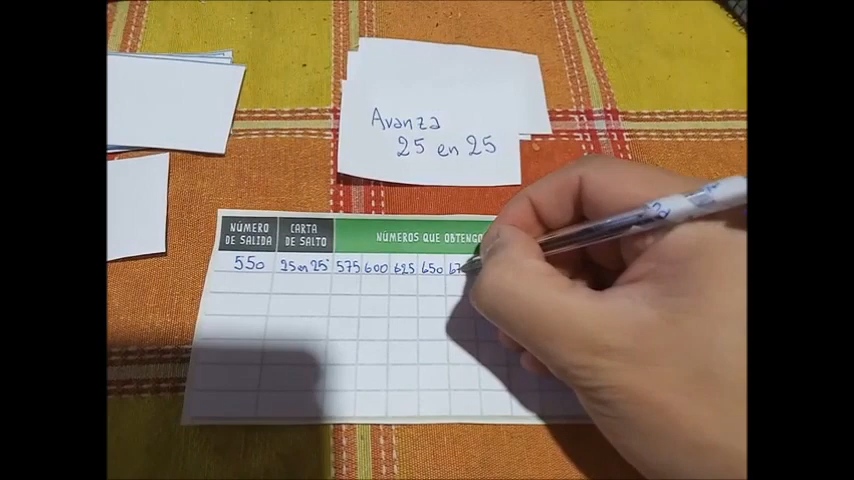 Avanza
25 en 25
NÚMERO DE SALIDA
CARTA DE SALTO
NÚMEROS QUE OBTENGO
550 25 en 25 575 600 625 650